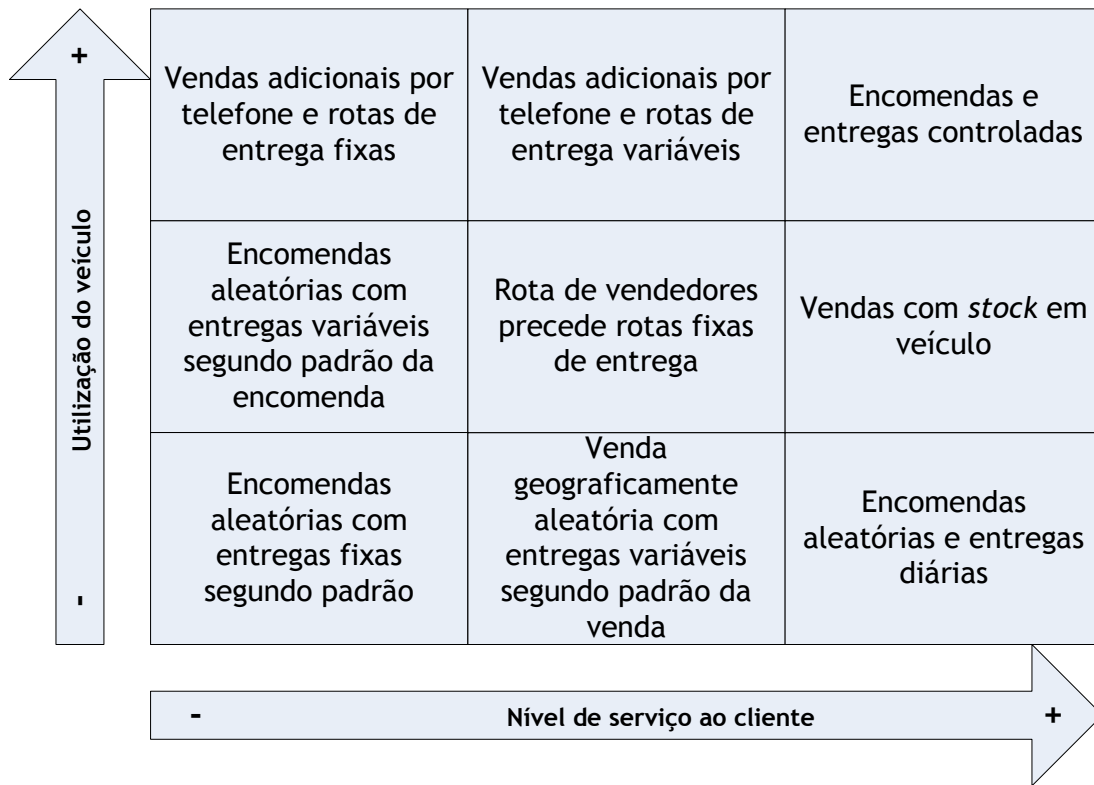 +
Utilização do veículo
-
Vendas adicionais por
telefone e rotas de
entrega fixas
Vendas adicionais por
telefone e rotas de
entrega variáveis
Encomendas e
entregas controladas
Encomendas
aleatórias com
entregas variáveis
segundo padrão da
encomenda
Rota de vendedores
precede rotas fixas
de entrega
Vendas com stock em
veículo
Encomendas
aleatórias com
entregas fixas
segundo padrão
Venda
geograficamente
aleatória com
entregas variáveis
segundo padrão da
venda
Encomendas
aleatórias e entregas
diárias
-
Nível de serviço ao cliente
+